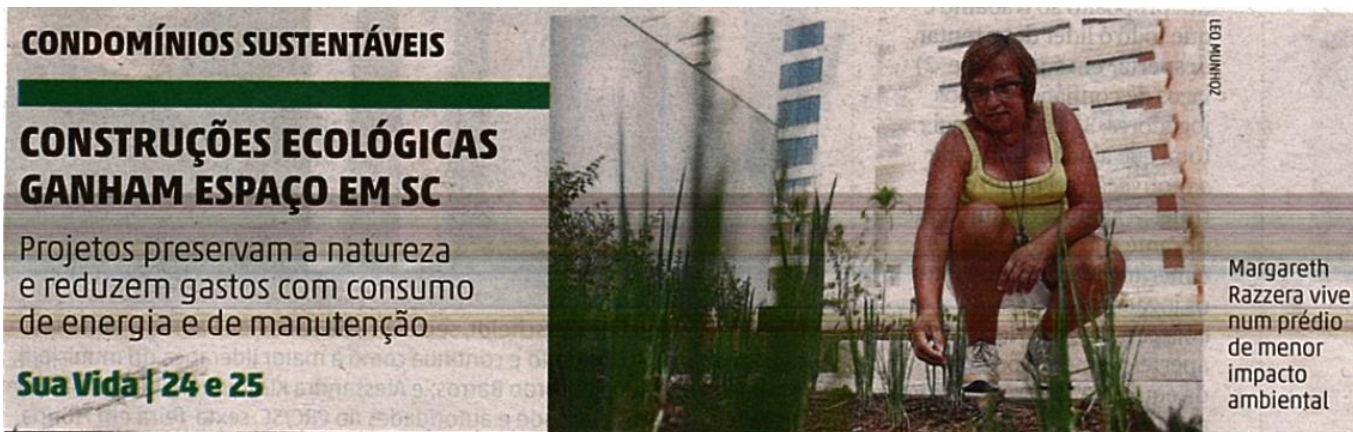 CONDOMÍNIOS SUSTENTÁVEIS
CONSTRUÇÕES ECOLÓGICAS
GANHAM ESPAÇO EM SC
Projetos preservam a natureza
e reduzem gastos com consumo
de energia e de manutenção
Sua Vida | 24 e 25
LEO MUNHOZ
Margareth
Razzera vive
num prédio
de menor
impacto
ambiental